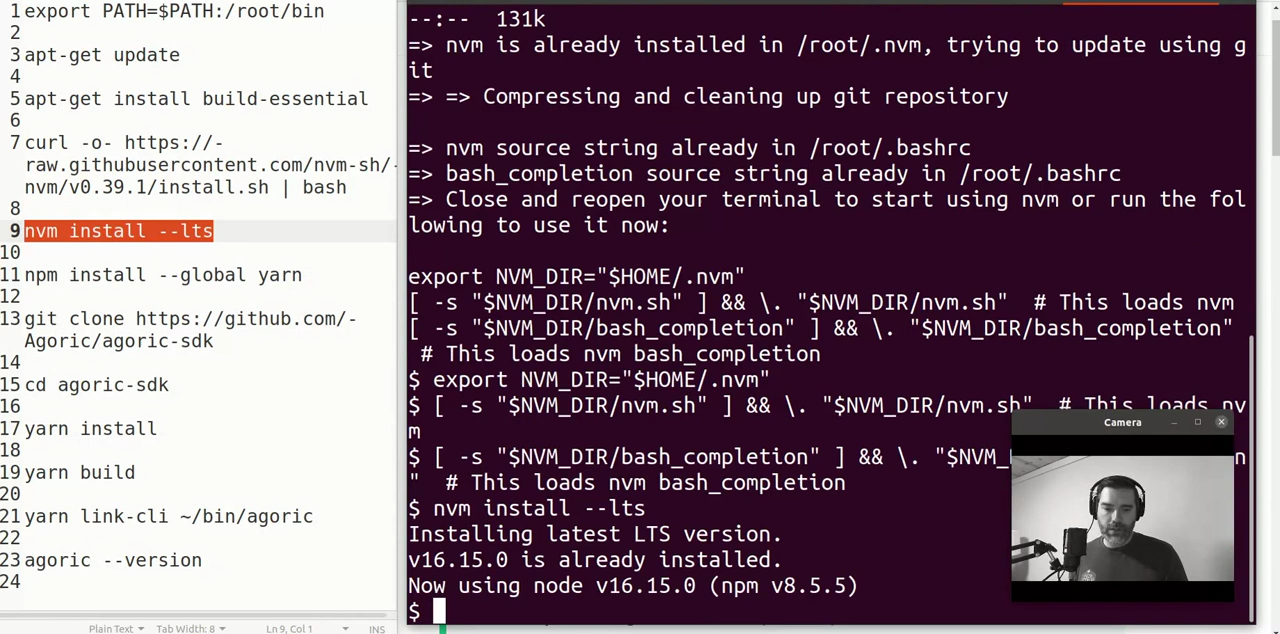 1 export PATH=$PATH:/root/bin
2
3 apt-get update
4
5 apt-get install build-essential
6
7 curl -o- https://-
raw.githubusercontent.com/nvm-sh/-
nvm/v0.39.1/install.sh | bash
8
9 nvm install --lts
10
11 npm install --global yarn
12
13 git clone https://github.com/-
Agoric/agoric-sdk
14
15 cd agoric-sdk
16
17 yarn install
18
19 yarn build
20
21 yarn link-cli ~/bin/agoric
22
23 agoric --version
24
Plain Text Tab Width: 8 Ln 9, Col 1 INS
--:-- 131k
=> nvm is already installed in /root/.nvm, trying to update using g
it
=> => Compressing and cleaning up git repository
=> nvm source string already in /root/.bashrc
=> bash_completion source string already in /root/.bashrc
=> Close and reopen your terminal to start using nvm or run the fol
lowing to use it now:
export NVM_DIR="$HOME/.nvm"
[ -s "$NVM_DIR/nvm.sh" ] && \. "$NVM_DIR/nvm.sh"  # This loads nvm
[ -s "$NVM_DIR/bash_completion" ] && \. "$NVM_DIR/bash_completion"
 # This loads nvm bash_completion
$ export NVM_DIR="$HOME/.nvm"
$ [ -s "$NVM_DIR/nvm.sh" ] && \. "$NVM_DIR/nvm.sh"  # This loads nv
m
$ [ -s "$NVM_DIR/bash_completion" ] && \. "$NVM_ n
"  # This loads nvm bash_completion
$ nvm install --lts
Installing latest LTS version.
v16.15.0 is already installed.
Now using node v16.15.0 (npm v8.5.5)
$
Camera